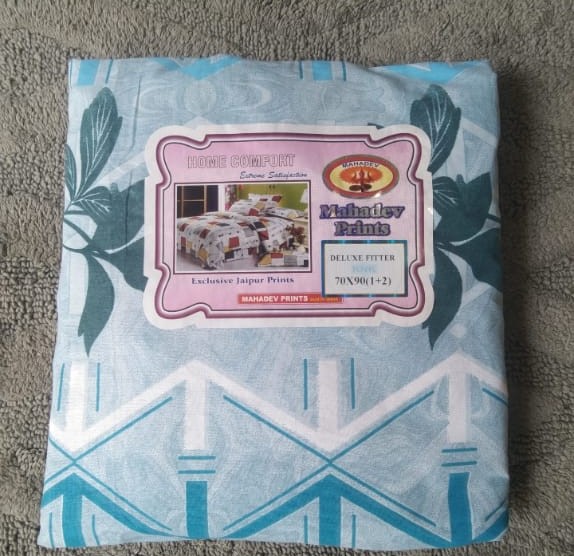 HOME COMFORT
Extreme Satisfaction
MAHADEV
Mahadev
Prints
DELUXE FITTER
70X90(1+2)
Exclusive Jaipur Prints
MAHADEV PRINTS